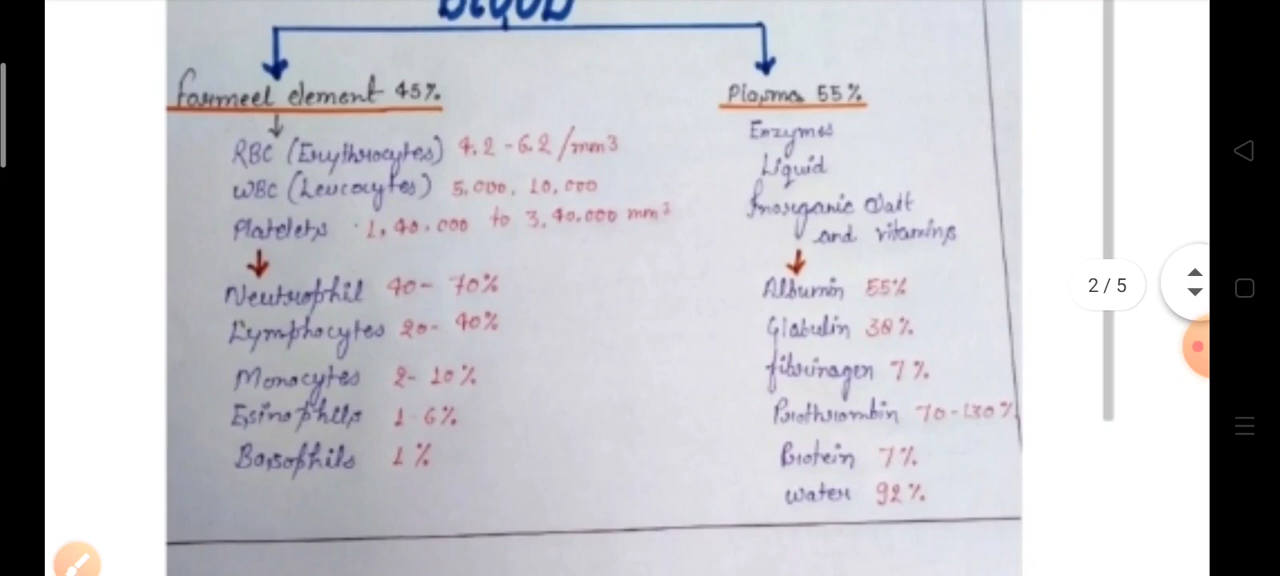 Blood
Formeel element 45%
RBC (Erythrocytes) 4.2 - 6.2 /mm3
WBC (Leucocytes) 5,000, 10,000
Platelets 1,40,000 to 3,40,000 mm3
Neutrophil 40 - 70%
Lymphocytes 20 - 40%
Monocytes 2 - 10%
Esinophils 1-6%
Basophils 1%
Plasma 55%
Enzymes
Liquid
Inorganic
and vitamins
Albumin 55%
Globulin 38%
fibrinogen 7%
Prothrombin 70-130%
Protein 7%
water 92%
2 / 5